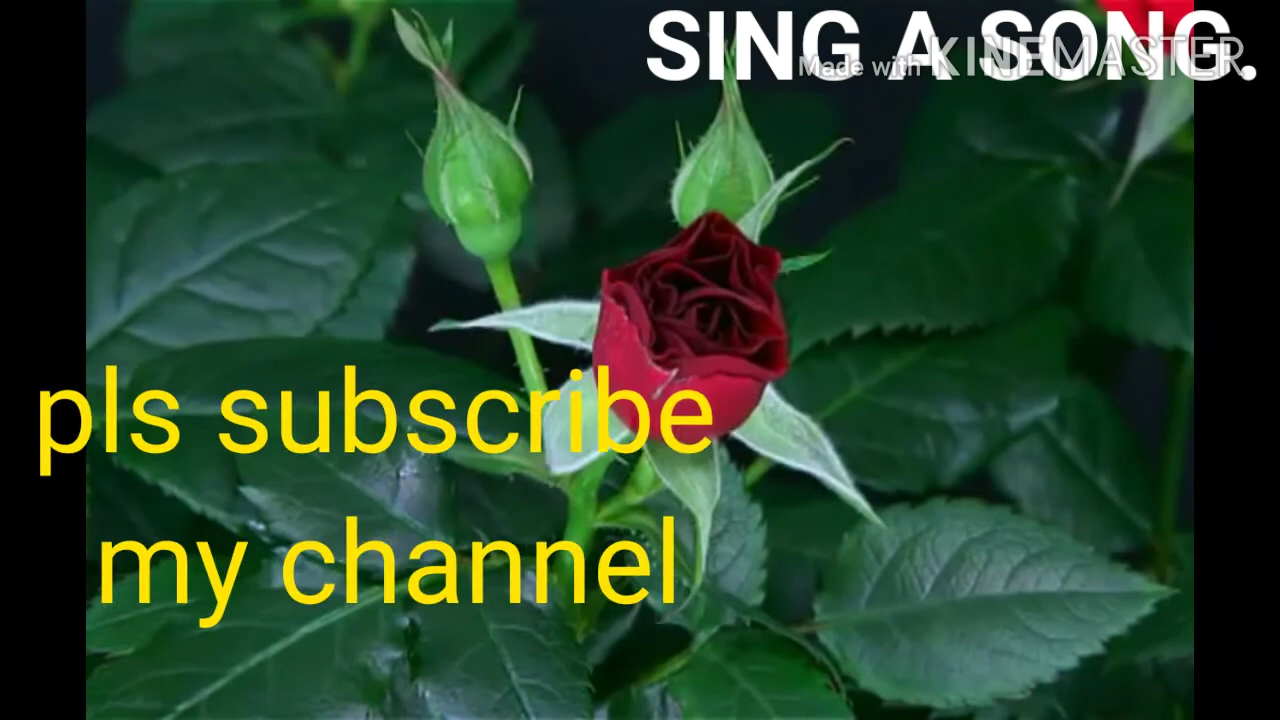 SING A SONG.
Made with KINEMASTER
pls subscribe
my channel